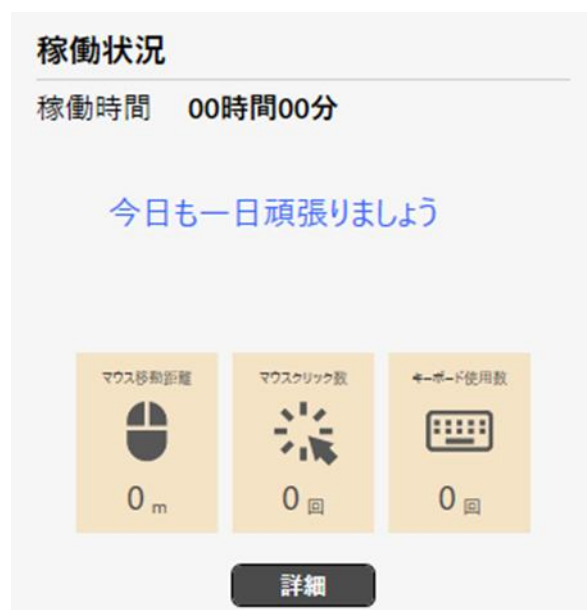 稼働状況
稼働時間 00時間00分
今日も一日頑張りましょう
マウス移動距離 マウスクリック数 キーボード使用数
0 m 0 回 0 回
詳細